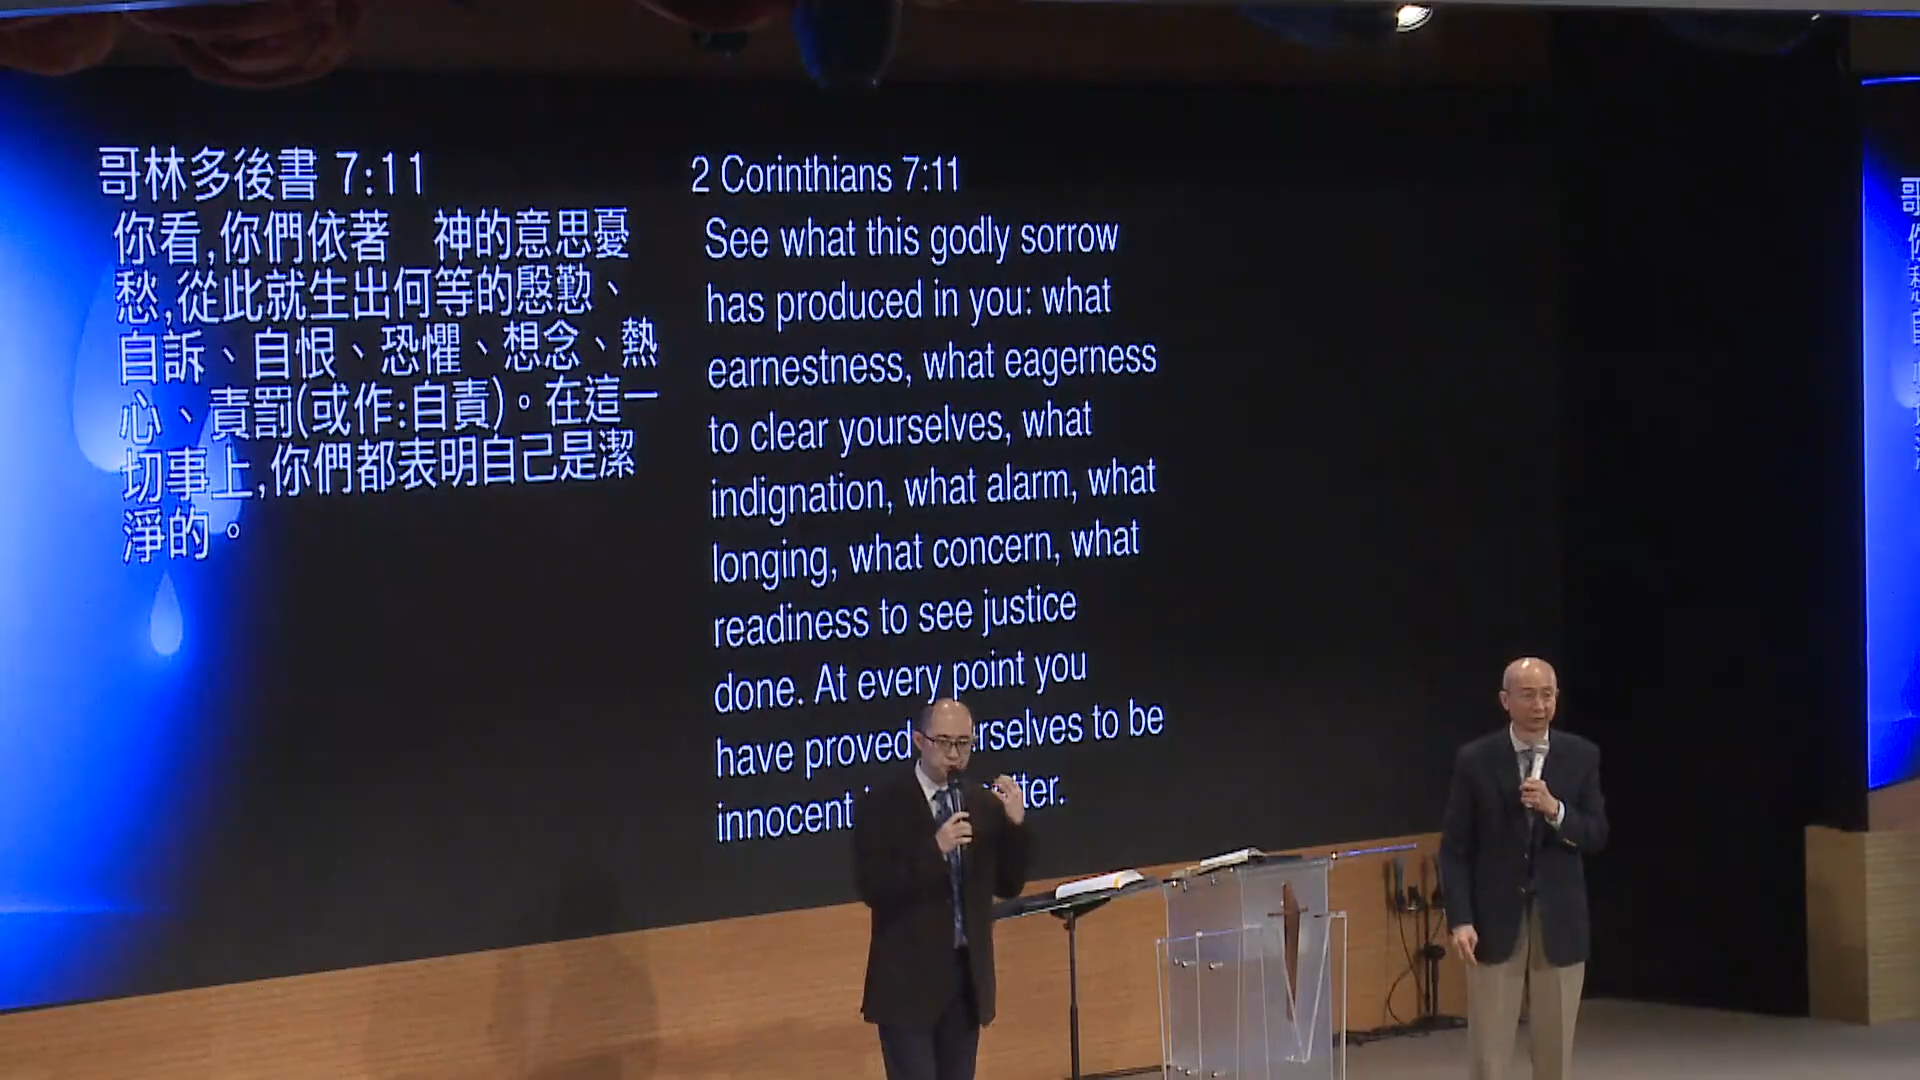 哥林多後書 7:11
你看,你們依著　神的意思憂
愁,從此就生出何等的慇懃、
自訴、自恨、恐懼、想念、熱
心、責罰(或作:自責)。在這一
切事上,你們都表明自己是潔
淨的。
2 Corinthians 7:11
See what this godly sorrow
has produced in you: what
earnestness, what eagerness
to clear yourselves, what
indignation, what alarm, what
longing, what concern, what
readiness to see justice
done. At every point you
have proved rselves to be
innocent tter.
哥
你